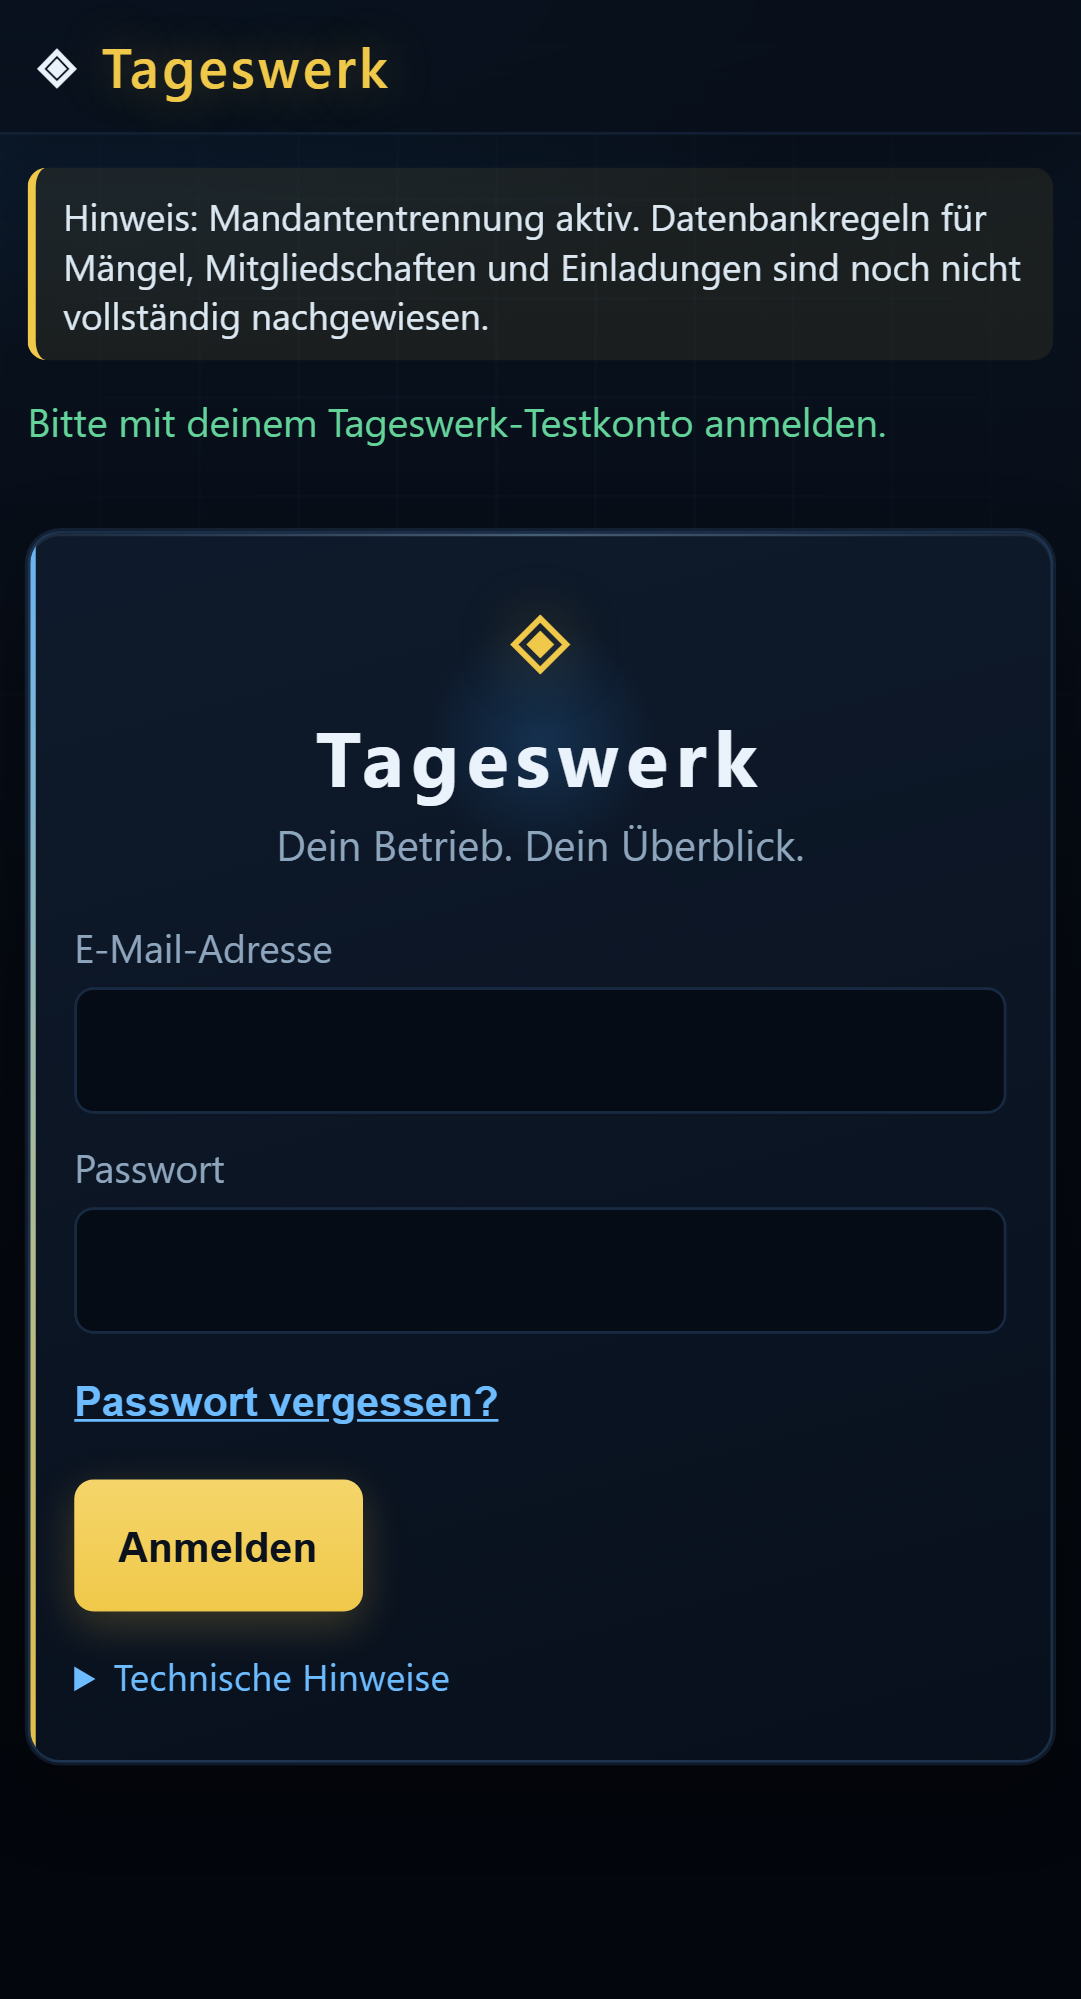 Tageswerk
Hinweis: Mandantentrennung aktiv. Datenbankregeln für
Mängel, Mitgliedschaften und Einladungen sind noch nicht
vollständig nachgewiesen.
Bitte mit deinem Tageswerk-Testkonto anmelden.
Tageswerk
Dein Betrieb. Dein Überblick.
E-Mail-Adresse
Passwort
Passwort vergessen?
Anmelden
Technische Hinweise